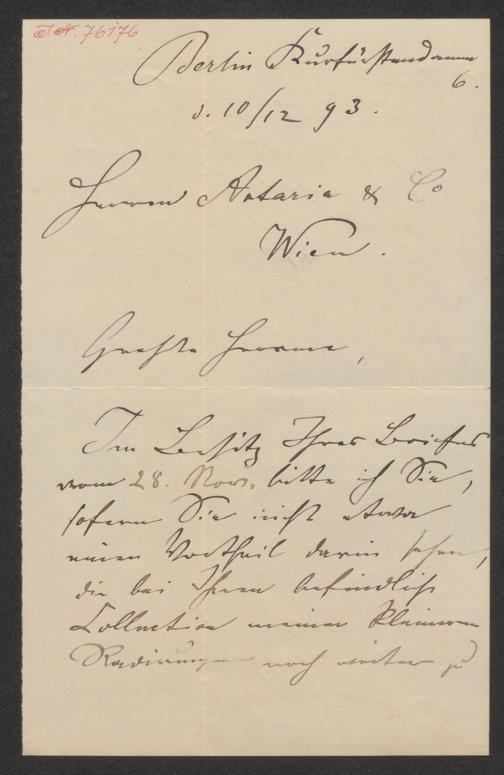 I.N. 76176
Berlin Kurfürstendamm
6.
d. 10/12 93.
Herren Artaria & Co
Wien.
Geehrte Herren,
Im Besitz Ihres Briefes
vom 28. Nov. bitte ich Sie,
sofern Sie nicht etwa
einen Vortheil darin sehen,
die bei Ihnen befindliche
Collection meiner kleineren
Radirungen noch weiter zu